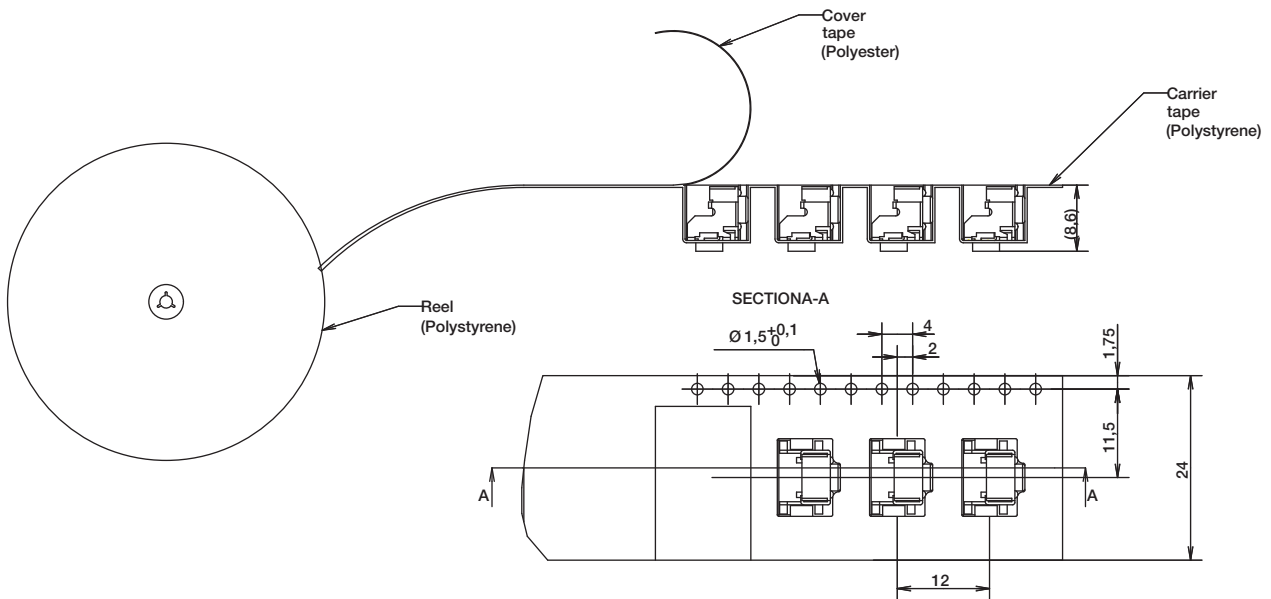 Cover
tape
(Polyester)
Carrier
tape
(Polystyrene)
(8,6)
Reel
(Polystyrene)
SECTIONA-A
Ø 1,5 +0,1 0
4
2
1,75
11,5
24
A
A
12